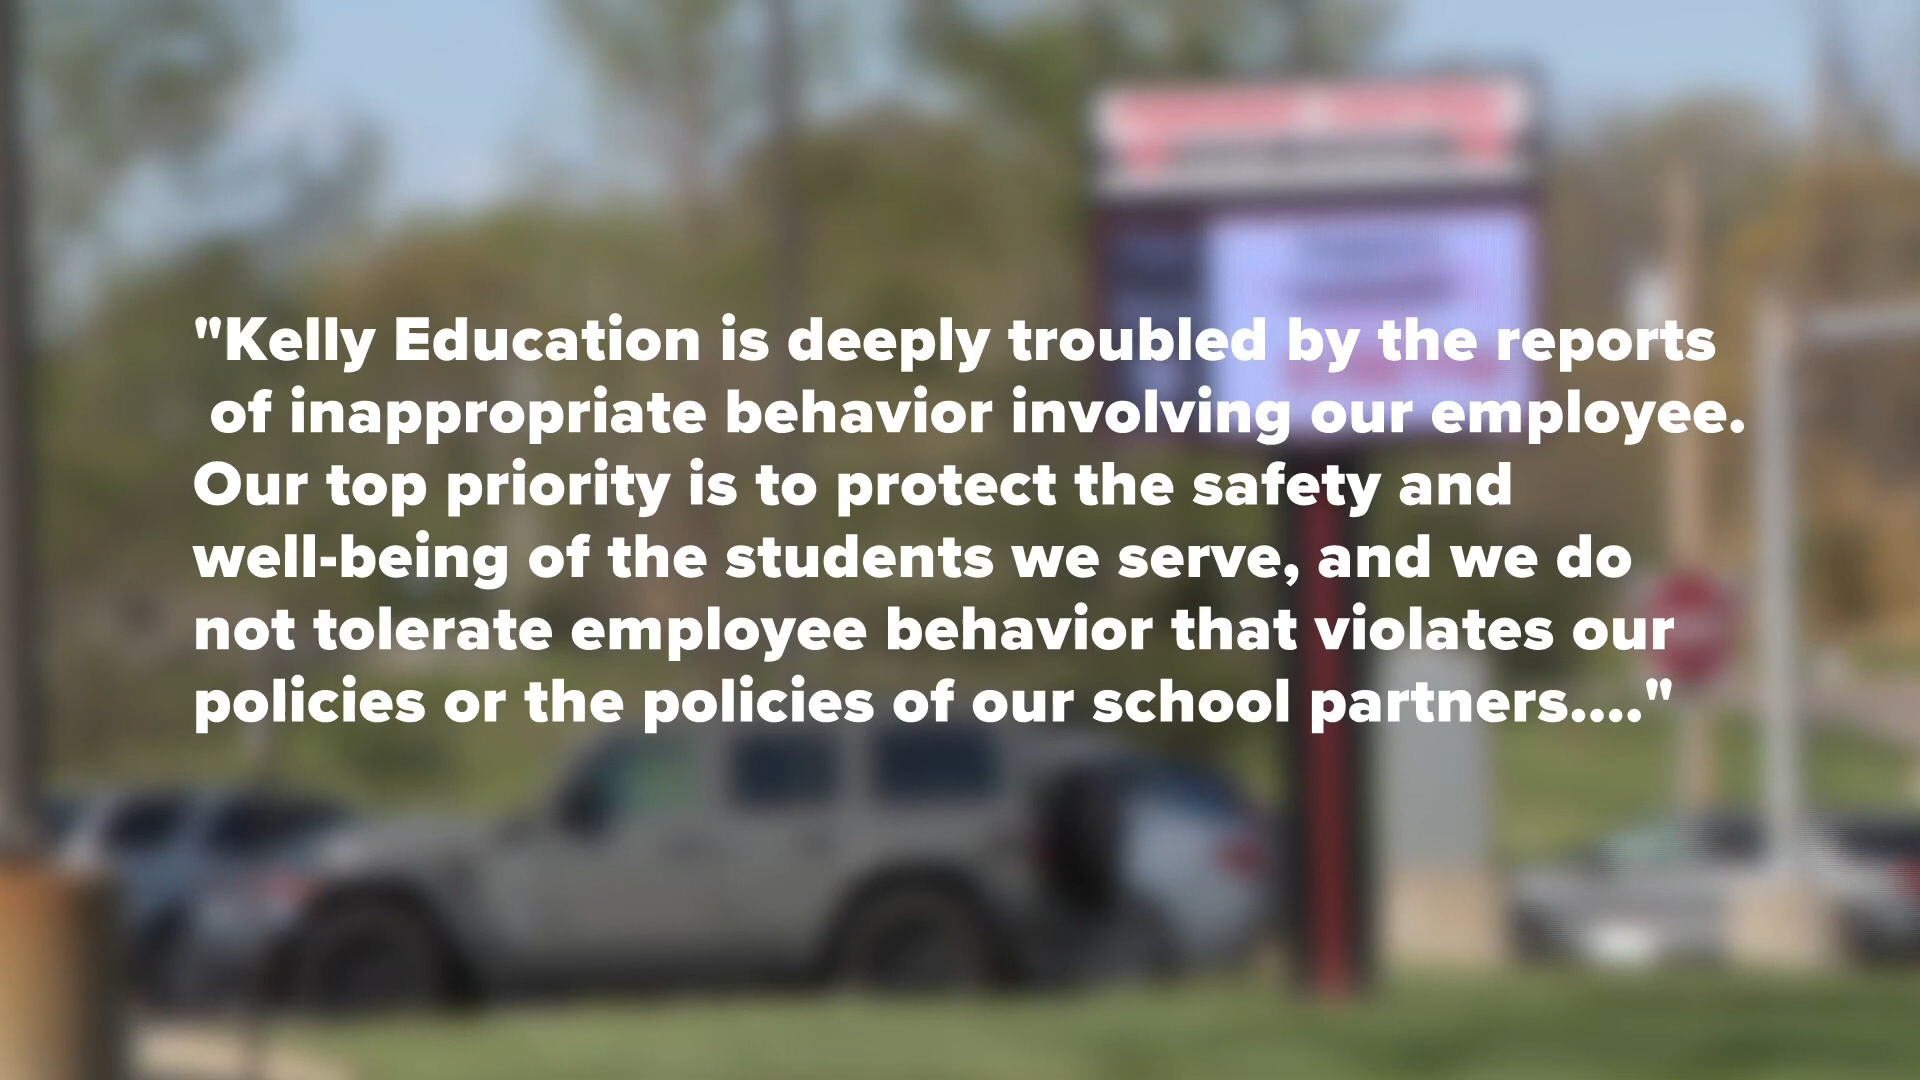 "Kelly Education is deeply troubled by the reports
of inappropriate behavior involving our employee.
Our top priority is to protect the safety and
well-being of the students we serve, and we do
not tolerate employee behavior that violates our
policies or the policies of our school partners...."